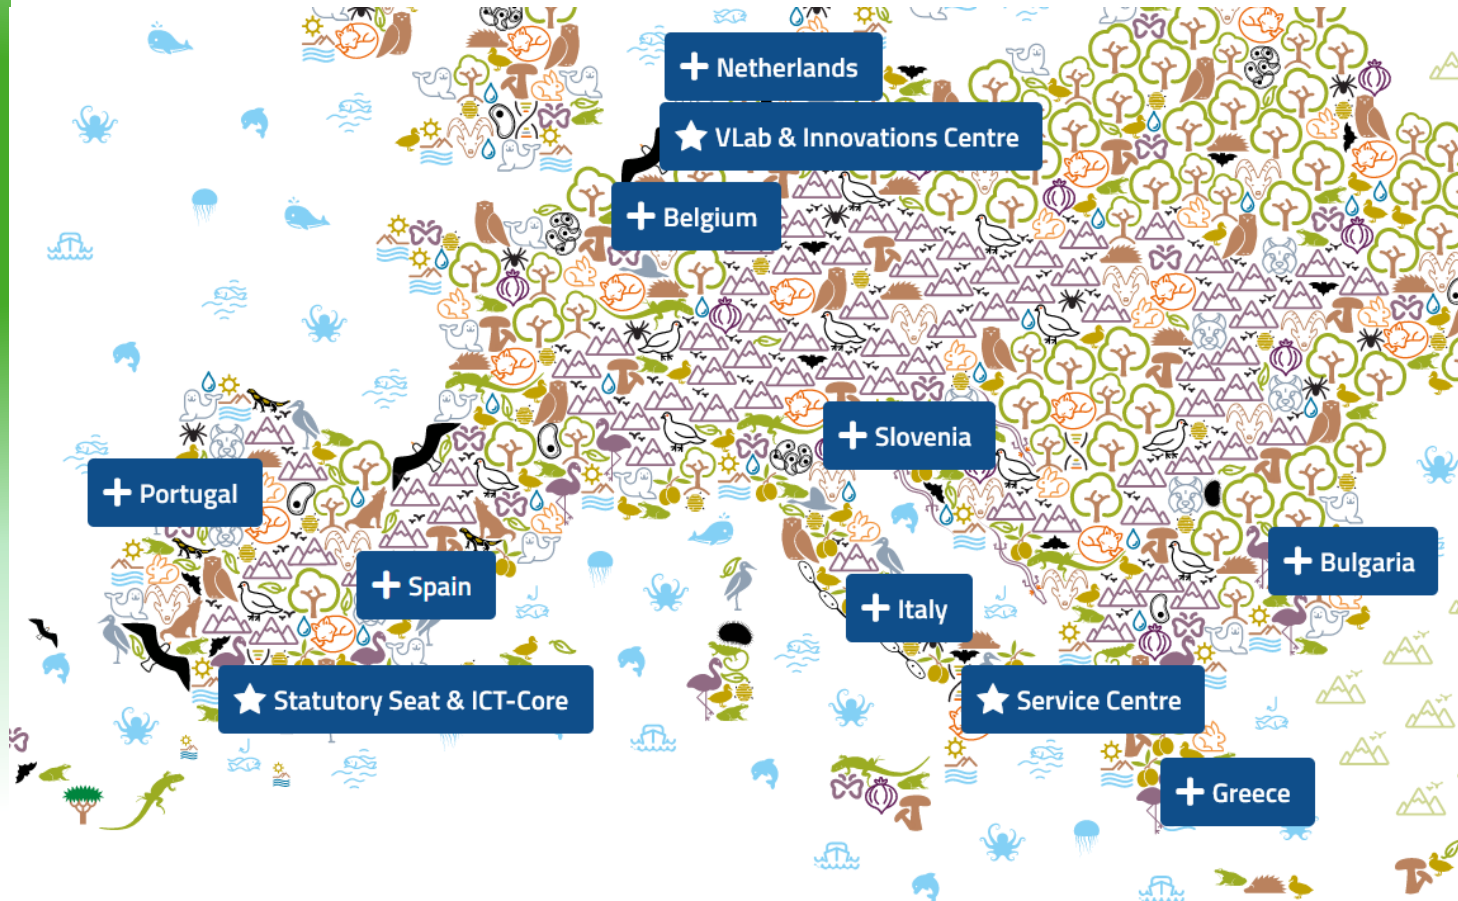 Netherlands
VLab & Innovations Centre
Belgium
Slovenia
Portugal
Bulgaria
Spain
Italy
Statutory Seat & ICT-Core
Service Centre
Greece